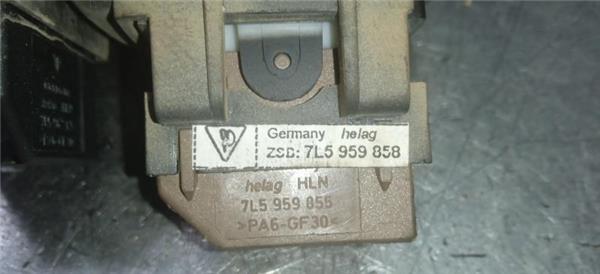 Germany helag
ZSB: 7L5 959 858
helag HLN
7L5 959 855
>PA6-GF30<